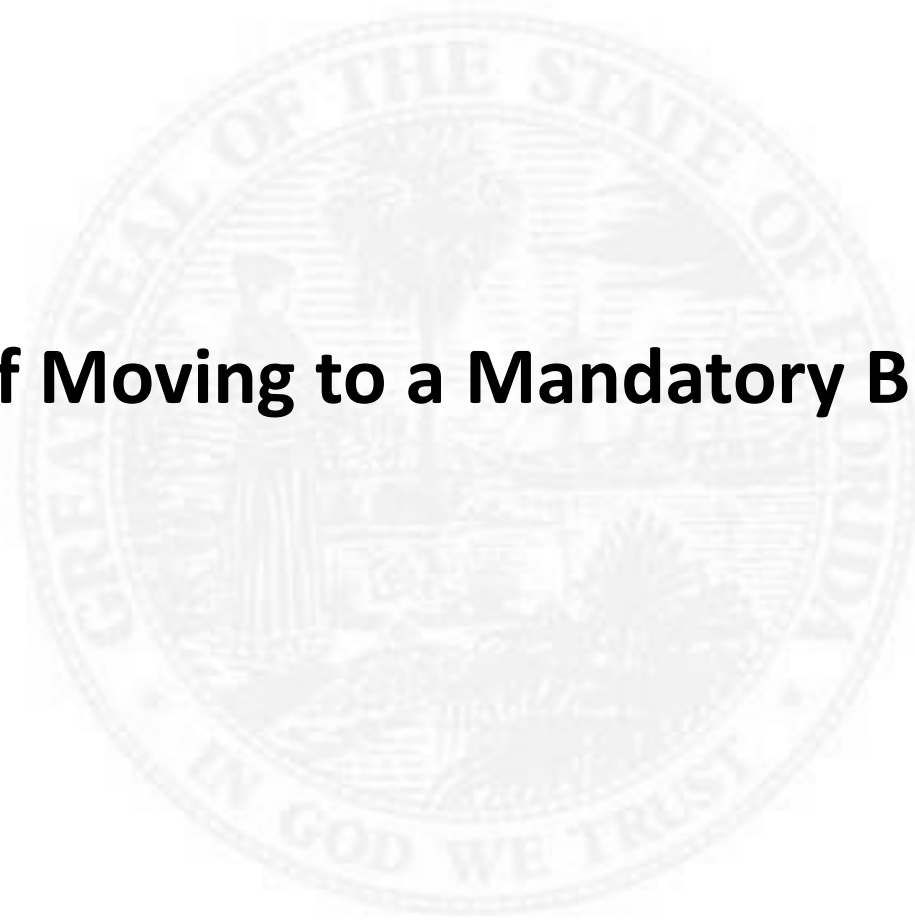 GREAT SEAL OF THE STATE OF FLORIDA
f Moving to a Mandatory B
IN GOD WE TRUST